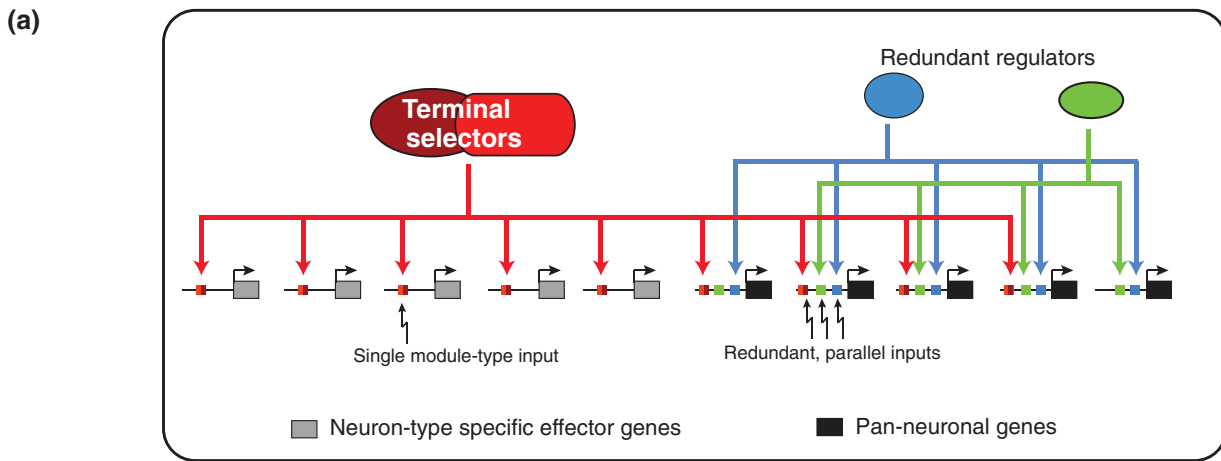 (a)
Redundant regulators
Terminal
selectors
Single module-type input
Redundant, parallel inputs
Neuron-type specific effector genes
Pan-neuronal genes